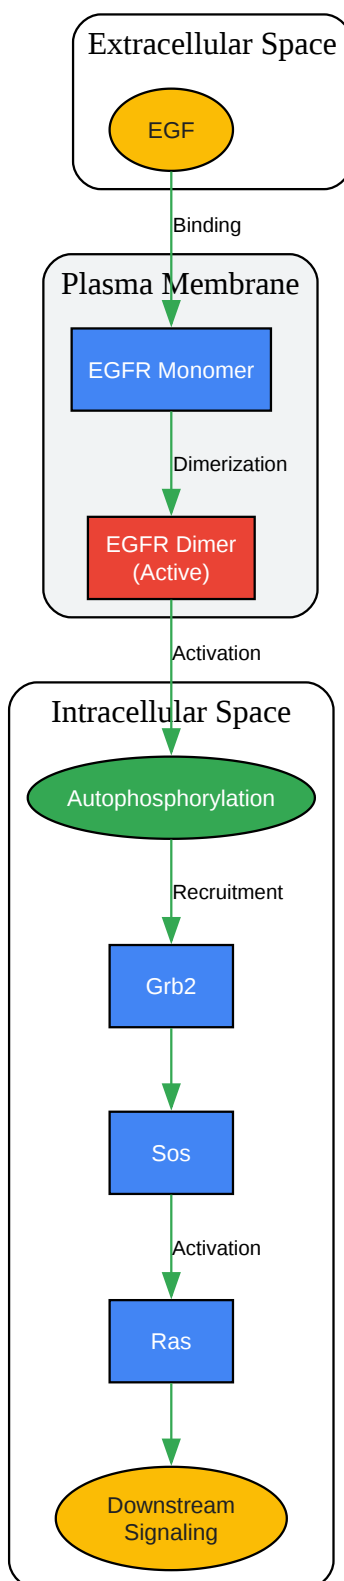 Extracellular Space
EGF
Binding
Plasma Membrane
EGFR Monomer
Dimerization
EGFR Dimer
(Active)
Activation
Intracellular Space
Autophosphorylation
Recruitment
Grb2
Sos
Activation
Ras
Downstream
Signaling